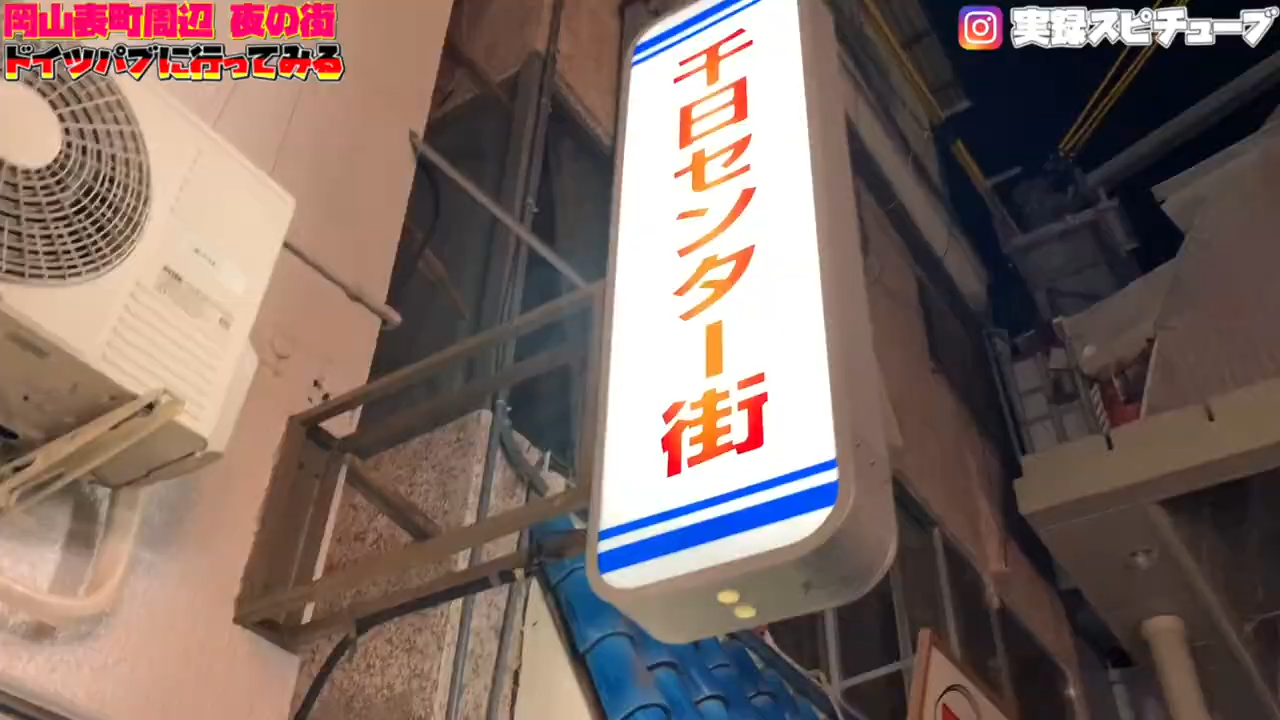 岡山表町周辺 夜の街
ドイツパブに行ってみる
実録スピチューブ
千日センター街